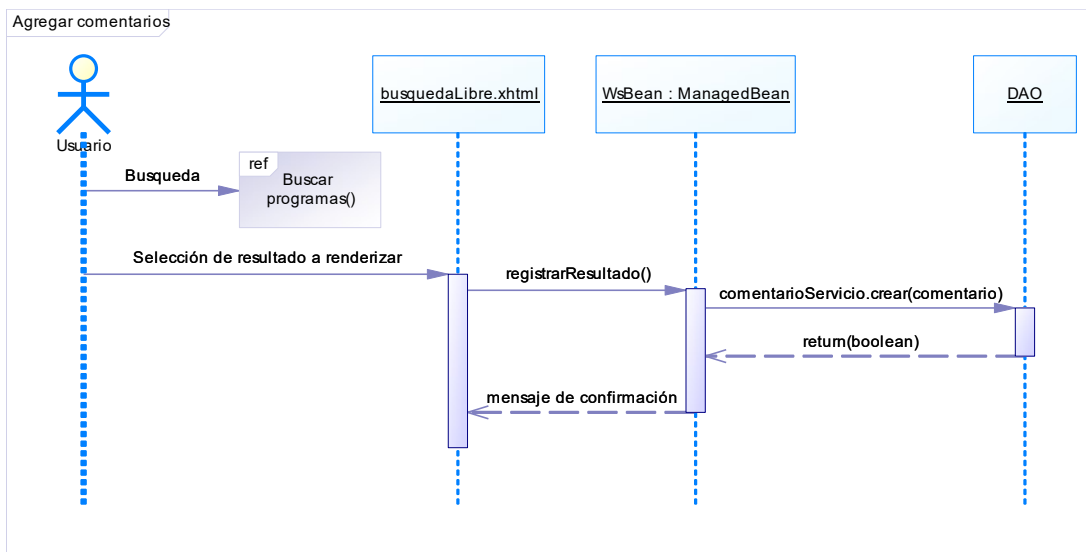 Agregar comentarios
Usuario
busquedaLibre.xhtml
WsBean : ManagedBean
DAO
Busqueda
ref
Buscar
programas()
Selección de resultado a renderizar
registrarResultado()
comentarioServicio.crear(comentario)
return(boolean)
mensaje de confirmación